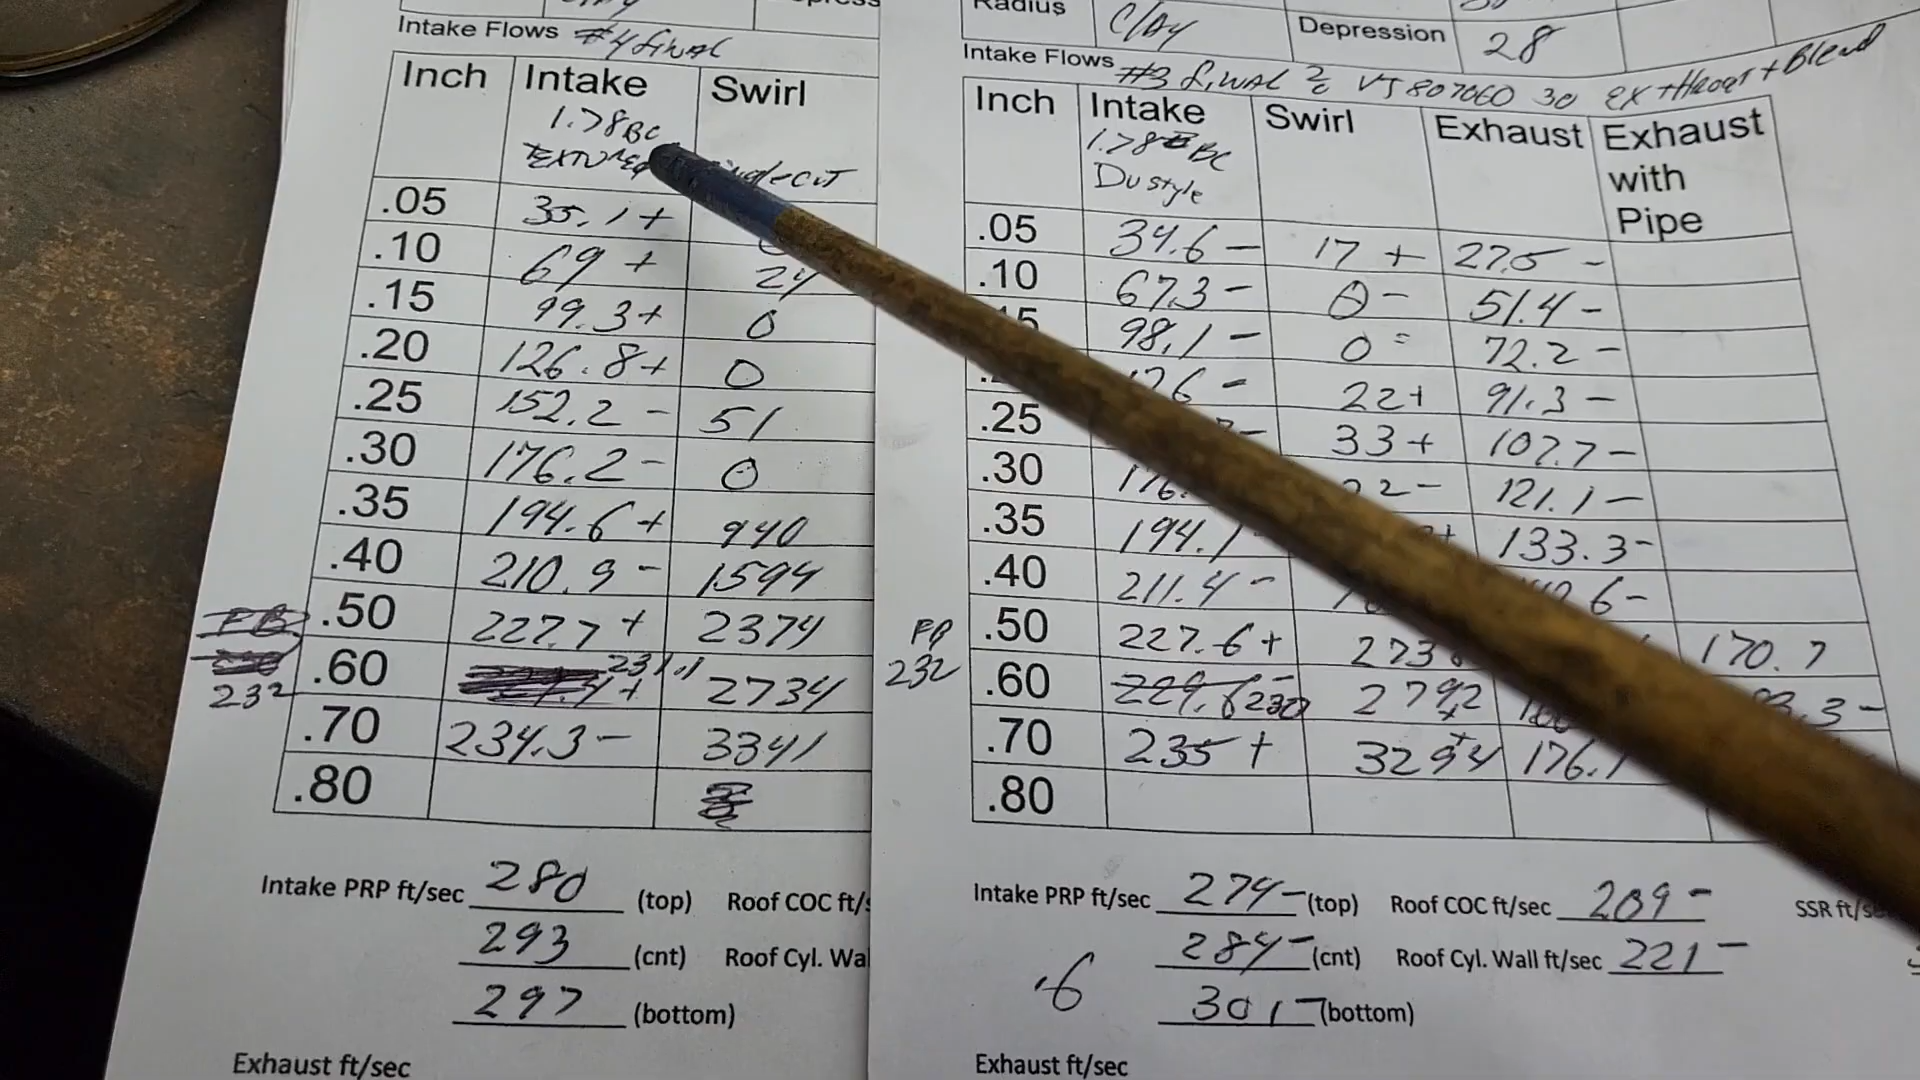 Intake Flows #4 final
Inch Intake Swirl
1.78 BC
TEXTURED
.05 35.1 +
.10 69 + 24
.15 99.3+ 0
.20 126.8+ 0
.25 152.2 - 51
.30 176.2 - 0
.35 194.6 + 940
.40 210.9 - 1594
.50 227.7 + 2374
232 .60 231.1 2734
.70 234.3 - 3341
.80
Intake PRP ft/sec 280 (top) Roof COC ft/s
293 (cnt) Roof Cyl. Wal
297 (bottom)
Exhaust ft/sec
Radius Clay Depression 28
Intake Flows #3 final
Inch Intake Swirl Exhaust Exhaust with Pipe
1.78 BC
DU style
.05 34.6 - 17 + 27.5 -
.10 67.3 - 0 - 51.4 -
98.1 - 0 = 72.2 -
22+ 91.3 -
.25 33+ 107.7 -
.30 121.1 -
.35 194.1 133.3 -
.40 211.4 -
FP .50 227.6 + 170.7
232 .60 229.6 230 2792
.70 235 + 3294 176.1
.80
Intake PRP ft/sec 274 - (top) Roof COC ft/sec 209 - SSR
.6 284 - (cnt) Roof Cyl. Wall ft/sec 221 -
301 - (bottom)
Exhaust ft/sec